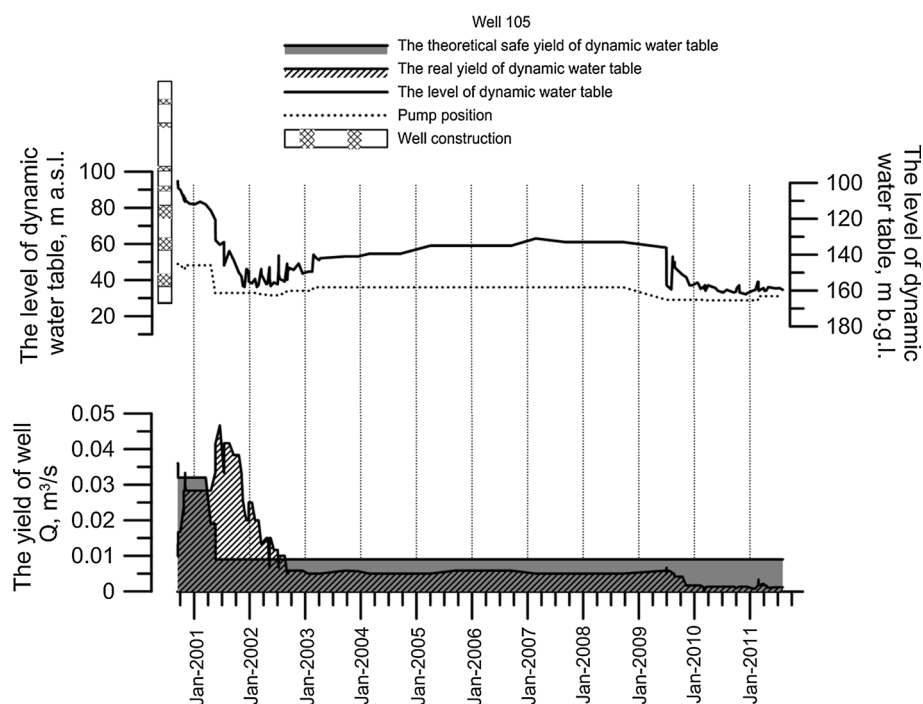 Well 105
The theoretical safe yield of dynamic water table
The real yield of dynamic water table
The level of dynamic water table
Pump position
Well construction
The level of dynamic
water table, m a.s.l.
100
80
60
40
20
100
120
140
160
180
The level of dynamic
water table, m b.g.l.
The yield of well
Q, m³/s
0.05
0.04
0.03
0.02
0.01
0
Jan-2001
Jan-2002
Jan-2003
Jan-2004
Jan-2005
Jan-2006
Jan-2007
Jan-2008
Jan-2009
Jan-2010
Jan-2011